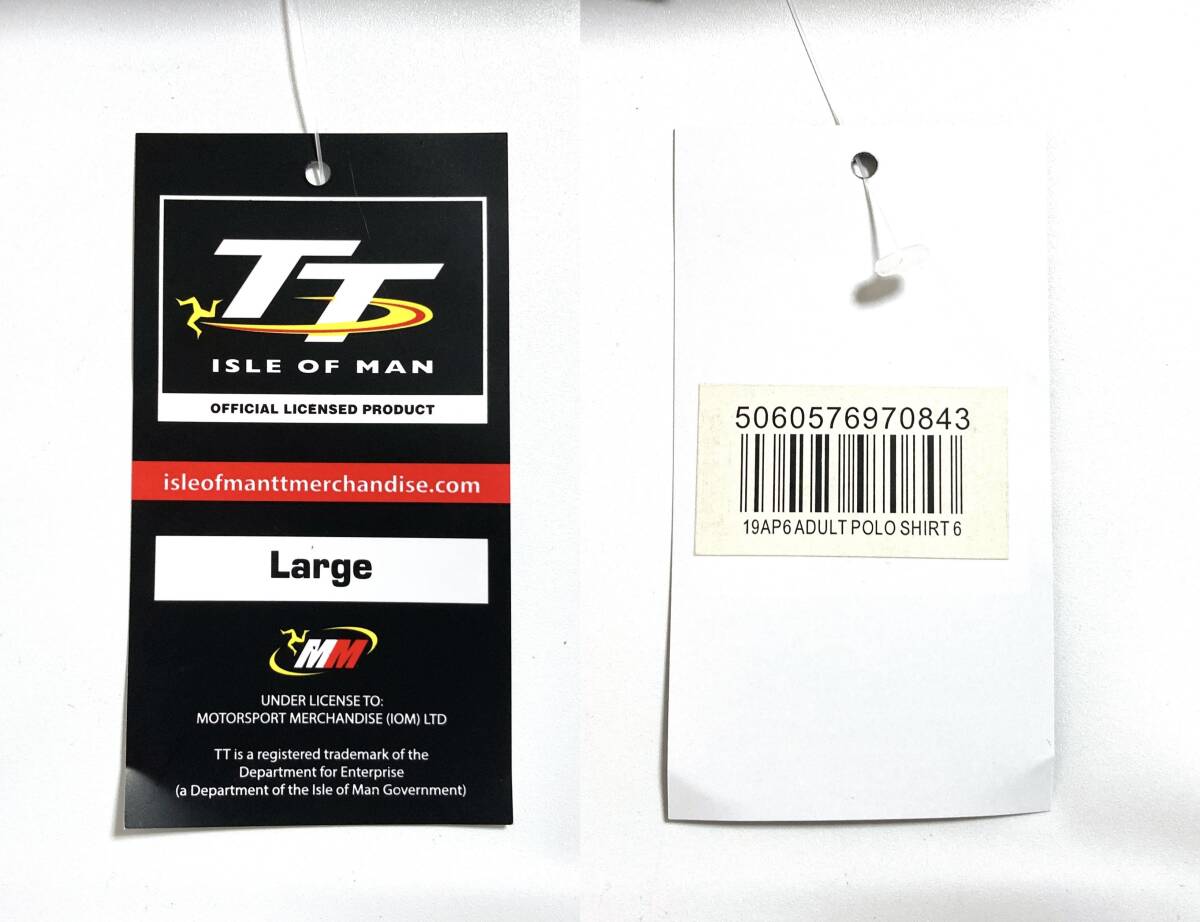 TT
ISLE OF MAN
OFFICIAL LICENSED PRODUCT
isleofmanttmerchandise.com
Large
MM
UNDER LICENSE TO:
MOTORSPORT MERCHANDISE (IOM) LTD
TT is a registered trademark of the
Department for Enterprise
(a Department of the Isle of Man Government)
5060576970843
19AP6 ADULT POLO SHIRT 6